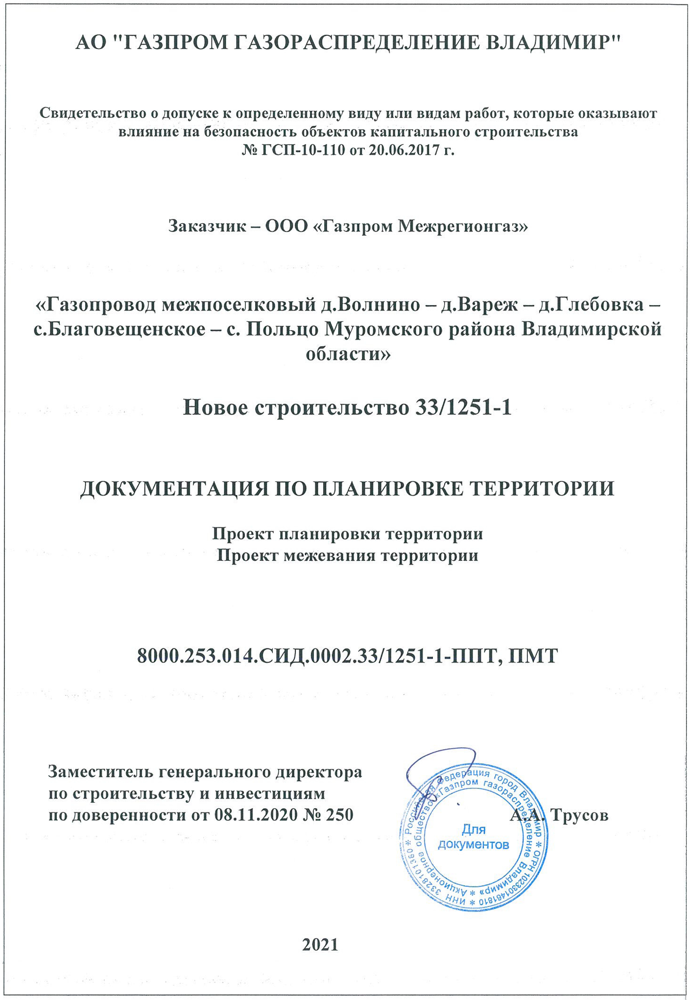 АО "ГАЗПРОМ ГАЗОРАСПРЕДЕЛЕНИЕ ВЛАДИМИР"
Свидетельство о допуске к определенному виду или видам работ, которые оказывают
влияние на безопасность объектов капитального строительства
№ ГСП-10-110 от 20.06.2017 г.
Заказчик – ООО «Газпром Межрегионгаз»
«Газопровод межпоселковый д.Волнино – д.Вареж – д.Глебовка –
с.Благовещенское – с. Польцо Муромского района Владимирской
области»
Новое строительство 33/1251-1
ДОКУМЕНТАЦИЯ ПО ПЛАНИРОВКЕ ТЕРРИТОРИИ
Проект планировки территории
Проект межевания территории
8000.253.014.СИД.0002.33/1251-1-ППТ, ПМТ
Заместитель генерального директора
по строительству и инвестициям
по доверенности от 08.11.2020 № 250
А.А. Трусов
Российская Федерация город Владимир * ОГРН 1023301461810 * ИНН 3328101360 *
Акционерное общество «Газпром газораспределение Владимир» *
Для
документов
2021